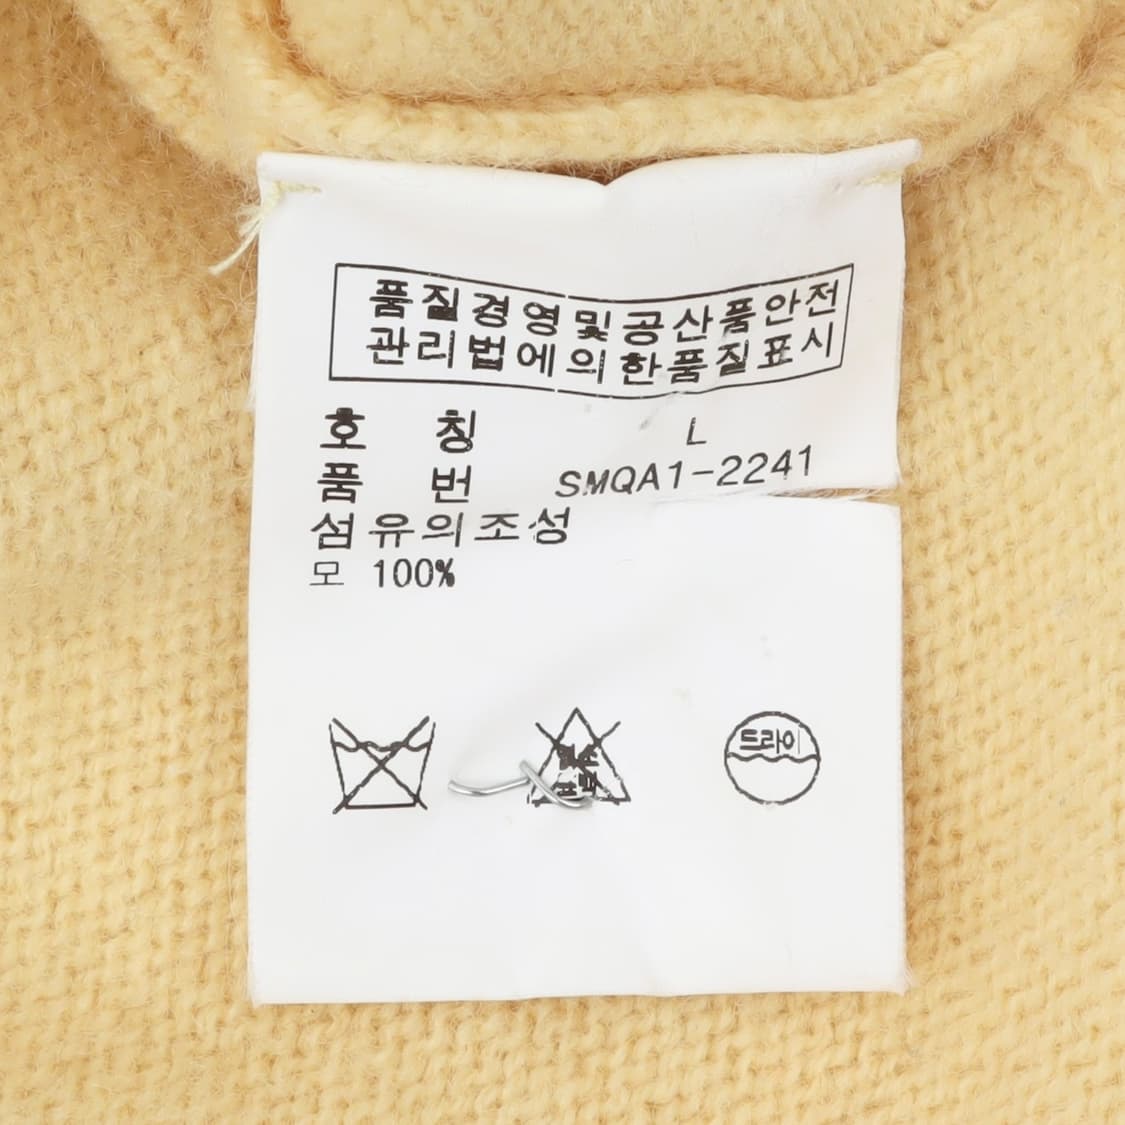 품질경영및공산품안전
관리법에의한품질표시
호 칭 L
품 번 SMQA1-2241
섬유의조성
모 100%
드라이